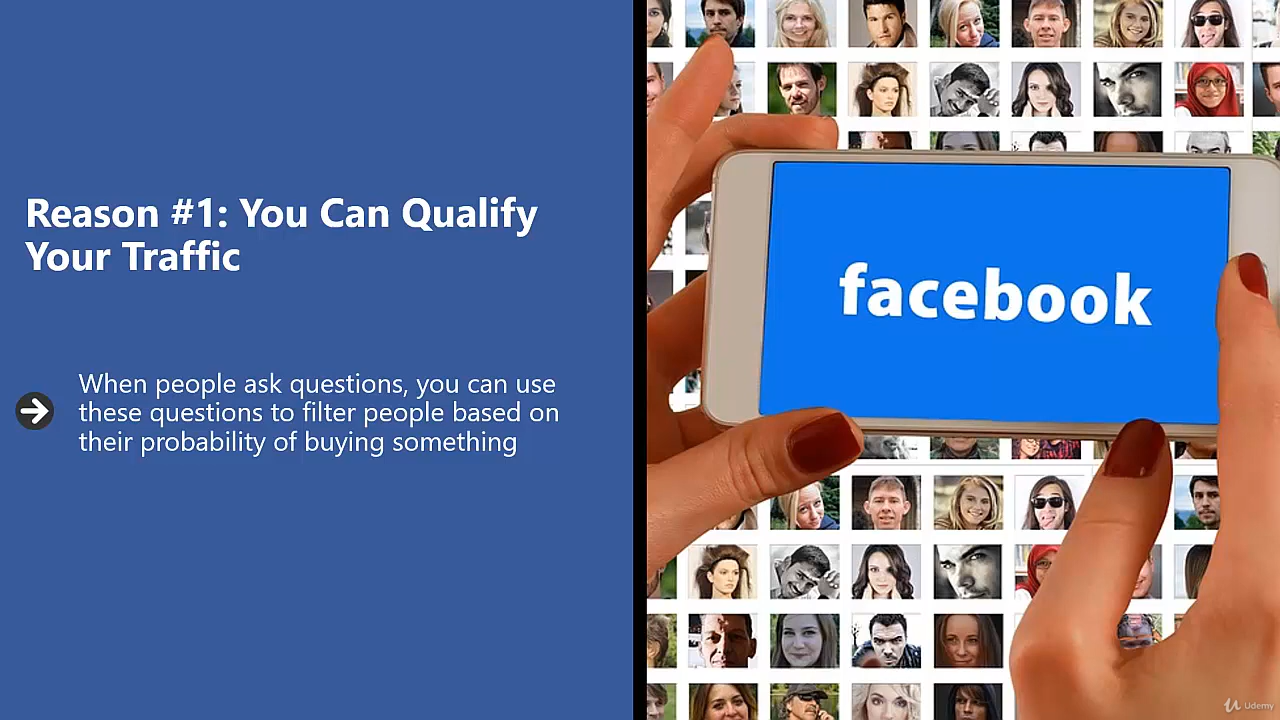 Reason #1: You Can Qualify
Your Traffic
When people ask questions, you can use
these questions to filter people based on
their probability of buying something
facebook
Udemy